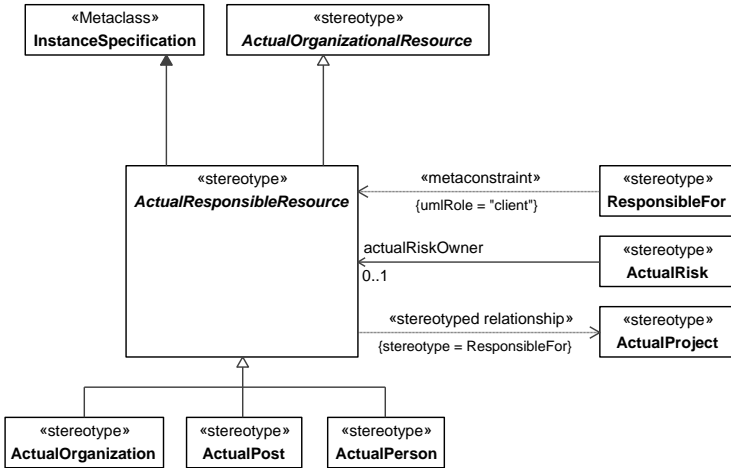 «Metaclass»
InstanceSpecification
«stereotype»
ActualOrganizationalResource
«stereotype»
ActualResponsibleResource
«metaconstraint»
{umlRole = "client"}
«stereotype»
ResponsibleFor
actualRiskOwner
0..1
«stereotype»
ActualRisk
«stereotyped relationship»
{stereotype = ResponsibleFor}
«stereotype»
ActualProject
«stereotype»
ActualOrganization
«stereotype»
ActualPost
«stereotype»
ActualPerson